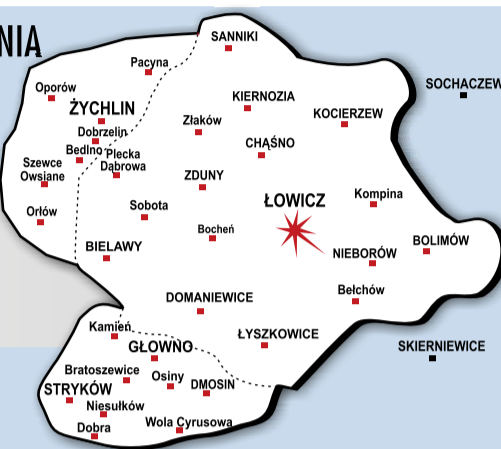 NIA
SANNIKI
Pacyna
SOCHACZEW
Oporów
KIERNOZIA
ŻYCHLIN
KOCIERZEW
Złaków
Dobrzelin
CHĄŚNO
Bedlno
Plecka
Dąbrowa
Szewce
Owsiane
ZDUNY
ŁOWICZ
Kompina
Orłów
Sobota
Bocheń
BOLIMÓW
BIELAWY
NIEBORÓW
Bełchów
DOMANIEWICE
Kamień
ŁYSZKOWICE
GŁOWNO
SKIERNIEWICE
Bratoszewice
Osiny
DMOSIN
STRYKÓW
Niesułków
Dobra
Wola Cyrusowa